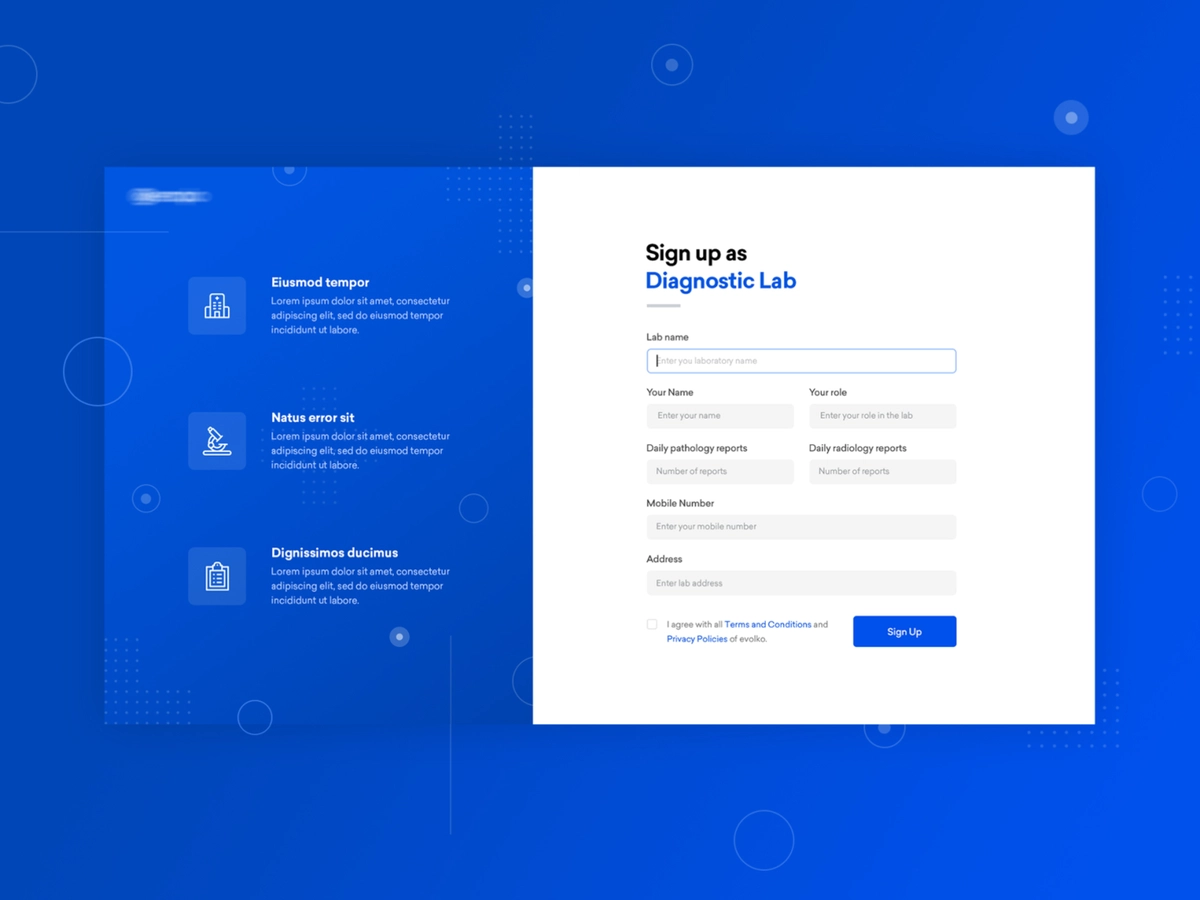 Eiusmod tempor
Lorem ipsum dolor sit amet, consectetur
adipiscing elit, sed do eiusmod tempor
incididunt ut labore.
Natus error sit
Lorem ipsum dolor sit amet, consectetur
adipiscing elit, sed do eiusmod tempor
incididunt ut labore.
Dignissimos ducimus
Lorem ipsum dolor sit amet, consectetur
adipiscing elit, sed do eiusmod tempor
incididunt ut labore.
Sign up as
Diagnostic Lab
Lab name
Enter you laboratory name
Your Name
Your role
Enter your name
Enter your role in the lab
Daily pathology reports
Daily radiology reports
Number of reports
Number of reports
Mobile Number
Enter your mobile number
Address
Enter lab address
I agree with all Terms and Conditions and
Privacy Policies of evolko.
Sign Up